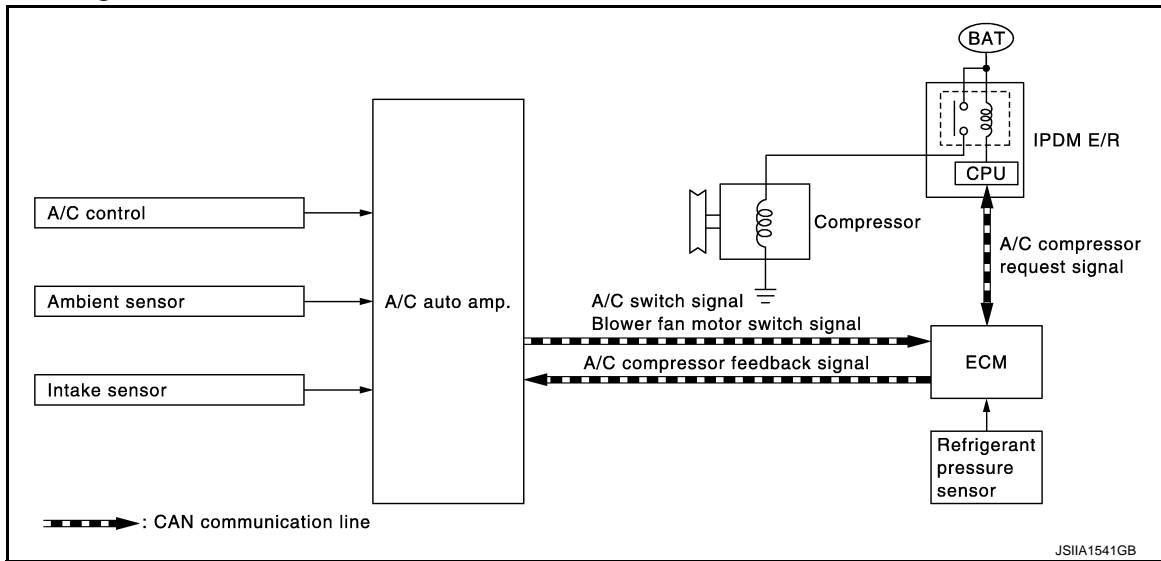 BAT
IPDM E/R
CPU
A/C control
Compressor
A/C compressor
request signal
Ambient sensor
A/C auto amp.
A/C switch signal
Blower fan motor switch signal
A/C compressor feedback signal
ECM
Intake sensor
Refrigerant
pressure
sensor
: CAN communication line
JSIIA1541GB